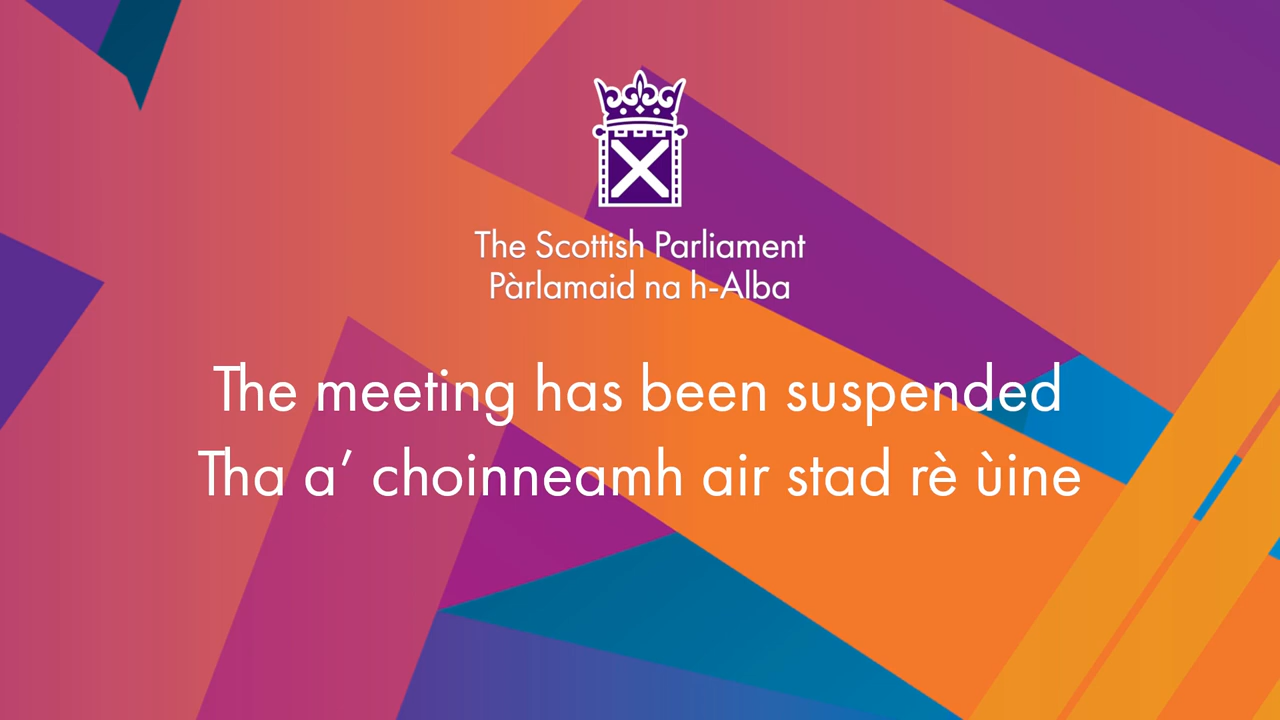 The Scottish Parliament
Pàrlamaid na h-Alba
The meeting has been suspended
Tha a’ choinneamh air stad rè ùine